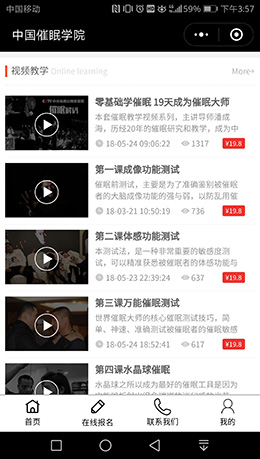 中国移动
59%
下午3:57
中国催眠学院
视频教学 Online learning
More+
零基础学催眠 19天成为催眠大师
本套催眠教学视频系列，主讲导师潘成
海，历经20年的催眠研究和教学，成为中
18-05-24 09:06:22
1317
¥19.8
第一课成像功能测试
催眠前测试，主要是为了准确鉴别被催眠
者的大脑成像功能的强与弱，以防乱用催
18-03-21 10:50:19
736
¥19.8
第二课体感功能测试
本测试法，是一种非常重要的敏感度测
试，可以精准获悉被催眠者的体感功能与
18-05-23 22:39:24
637
¥19.8
第三课万能催眠测试
世界催眠大师的核心催眠测试技巧，简
单、神速、准确测试被催眠者的催眠敏感
18-05-24 15:32:18
617
¥19.8
第四课水晶球催眠
水晶球之所以成为最好的催眠工具是因为
首页
在线报名
联系我们
我的